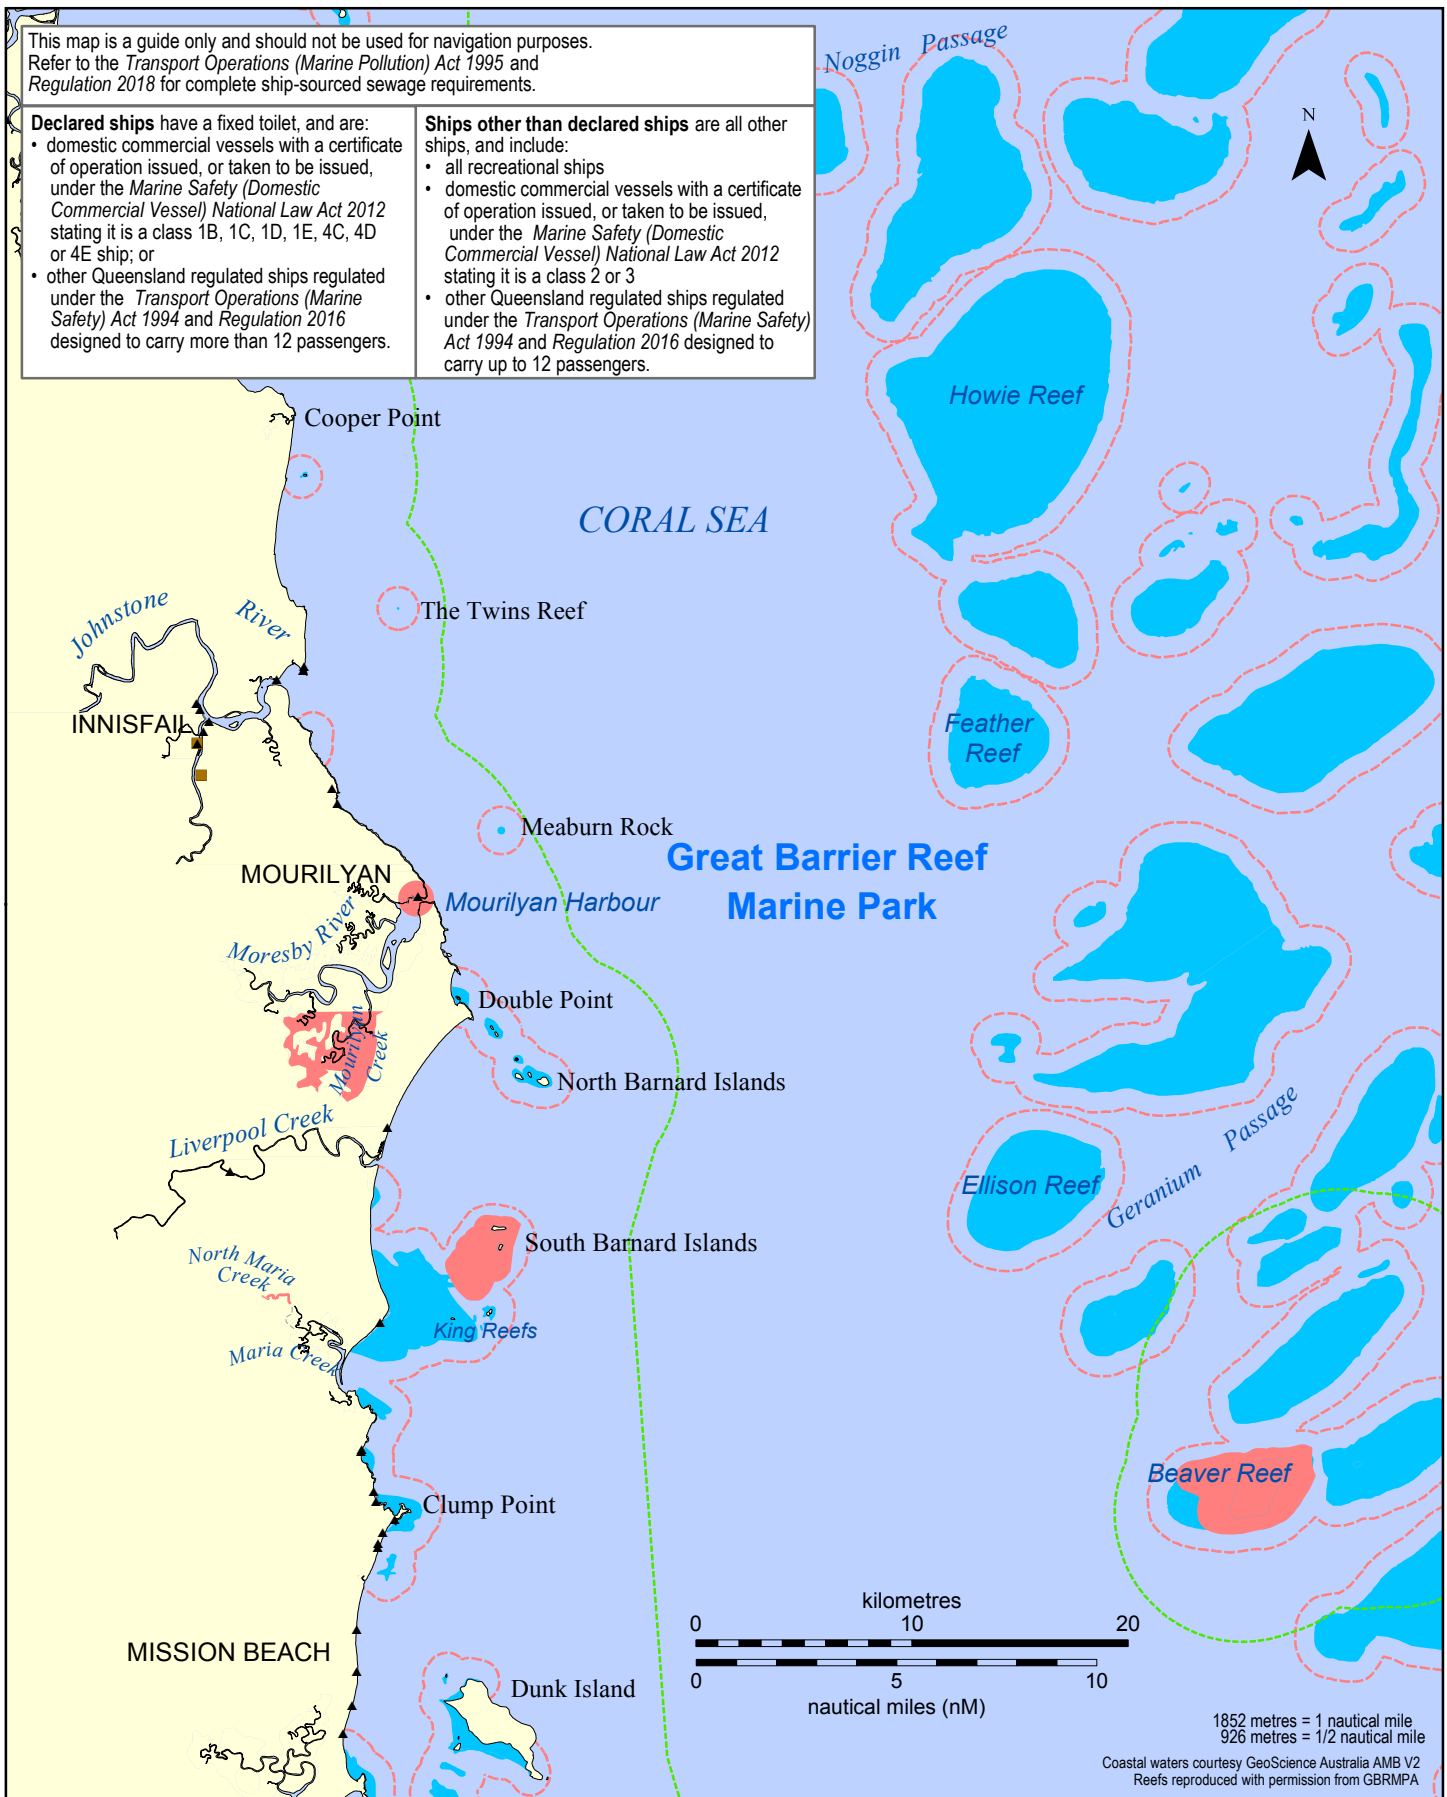 This map is a guide only and should not be used for navigation purposes.
Refer to the Transport Operations (Marine Pollution) Act 1995 and
Regulation 2018 for complete ship-sourced sewage requirements.
Declared ships have a fixed toilet, and are:
• domestic commercial vessels with a certificate
of operation issued, or taken to be issued,
under the Marine Safety (Domestic
Commercial Vessel) National Law Act 2012
stating it is a class 1B, 1C, 1D, 1E, 4C, 4D
or 4E ship; or
• other Queensland regulated ships regulated
under the Transport Operations (Marine
Safety) Act 1994 and Regulation 2016
designed to carry more than 12 passengers.
Ships other than declared ships are all other
ships, and include:
• all recreational ships
• domestic commercial vessels with a certificate
of operation issued, or taken to be issued,
under the Marine Safety (Domestic
Commercial Vessel) National Law Act 2012
stating it is a class 2 or 3
• other Queensland regulated ships regulated
under the Transport Operations (Marine Safety)
Act 1994 and Regulation 2016 designed to
carry up to 12 passengers.
Noggin Passage
N
Howie Reef
Cooper Point
CORAL SEA
Johnstone River
The Twins Reef
INNISFAIL
Feather
Reef
Meaburn Rock
Great Barrier Reef
Marine Park
MOURILYAN
Mourilyan Harbour
Moresby River
Double Point
Mourilyan
Creek
North Barnard Islands
Liverpool Creek
Geranium Passage
Ellison Reef
South Barnard Islands
North Maria
Creek
King Reefs
Maria Creek
Beaver Reef
Clump Point
MISSION BEACH
Dunk Island
kilometres
0 10 20
0 5 10
nautical miles (nM)
1852 metres = 1 nautical mile
926 metres = 1/2 nautical mile
Coastal waters courtesy GeoScience Australia AMB V2
Reefs reproduced with permission from GBRMPA